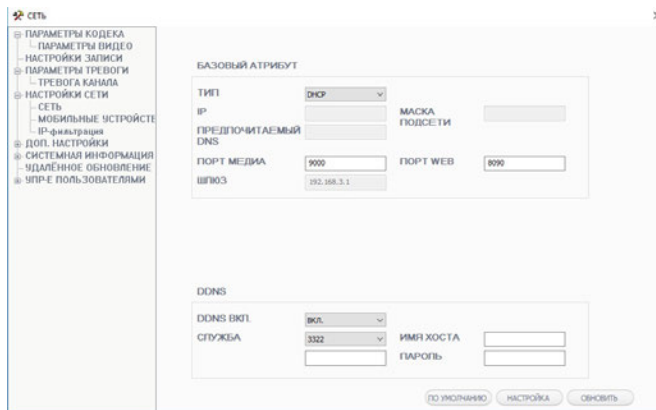 СЕТЬ
ПАРАМЕТРЫ КОДЕКА
ПАРАМЕТРЫ ВИДЕО
НАСТРОЙКИ ЗАПИСИ
ПАРАМЕТРЫ ТРЕВОГИ
ТРЕВОГА КАНАЛА
НАСТРОЙКИ СЕТИ
СЕТЬ
МОБИЛЬНЫЕ УСТРОЙСТЕ
IP-фильтрация
ДОП. НАСТРОЙКИ
СИСТЕМНАЯ ИНФОРМАЦИЯ
УДАЛЁННОЕ ОБНОВЛЕНИЕ
УПР-Е ПОЛЬЗОВАТЕЛЯМИ
БАЗОВЫЙ АТРИБУТ
ТИП DHCP
IP МАСКА ПОДСЕТИ
ПРЕДПОЧИТАЕМЫЙ DNS
ПОРТ МЕДИА 9000 ПОРТ WEB 8090
ШЛЮЗ 192.168.3.1
DDNS
DDNS ВКЛ. ВКЛ.
СЛУЖБА 3322 ИМЯ ХОСТА
ПАРОЛЬ
ПО УМОЛЧАНИЮ НАСТРОЙКА ОБНОВИТЬ